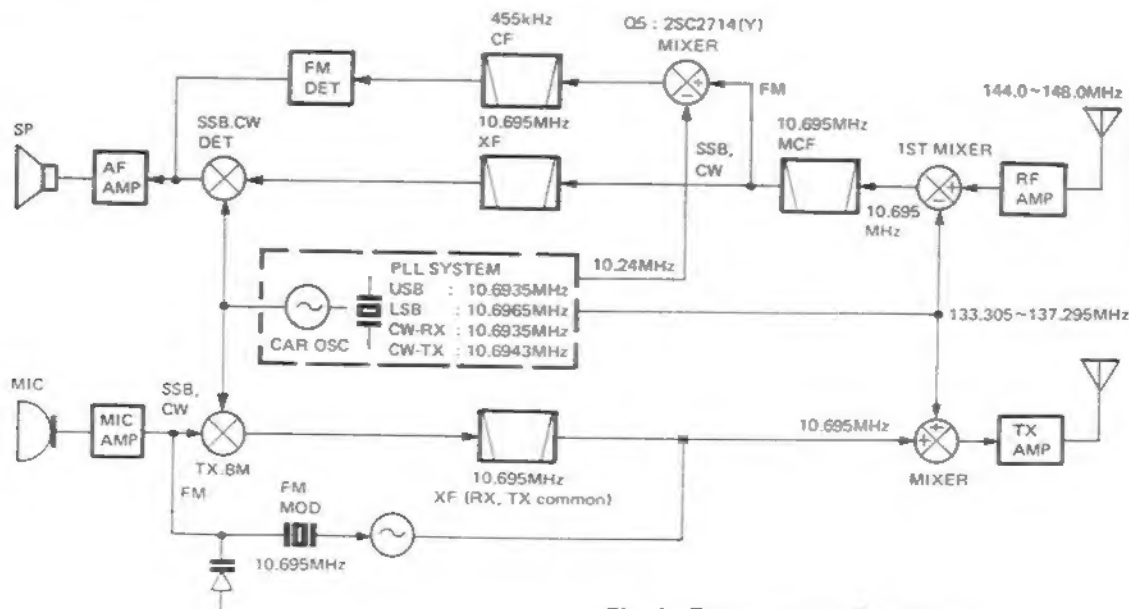 455kHz
CF
Q5 : 2SC2714(Y)
MIXER
FM
DET
FM
144.0~148.0MHz
SP
SSB.CW
DET
10.695MHz
XF
SSB,
CW
10.695MHz
MCF
1ST MIXER
AF
AMP
10.695
MHz
RF
AMP
PLL SYSTEM
USB : 10.6935MHz
LSB : 10.6965MHz
CW-RX : 10.6935MHz
CW-TX : 10.6943MHz
CAR OSC
10.24MHz
133.305~137.295MHz
MIC
SSB,
CW
MIC
AMP
TX.BM
10.695MHz
TX
AMP
FM
FM
MOD
10.695MHz
XF (RX, TX common)
MIXER
10.695MHz